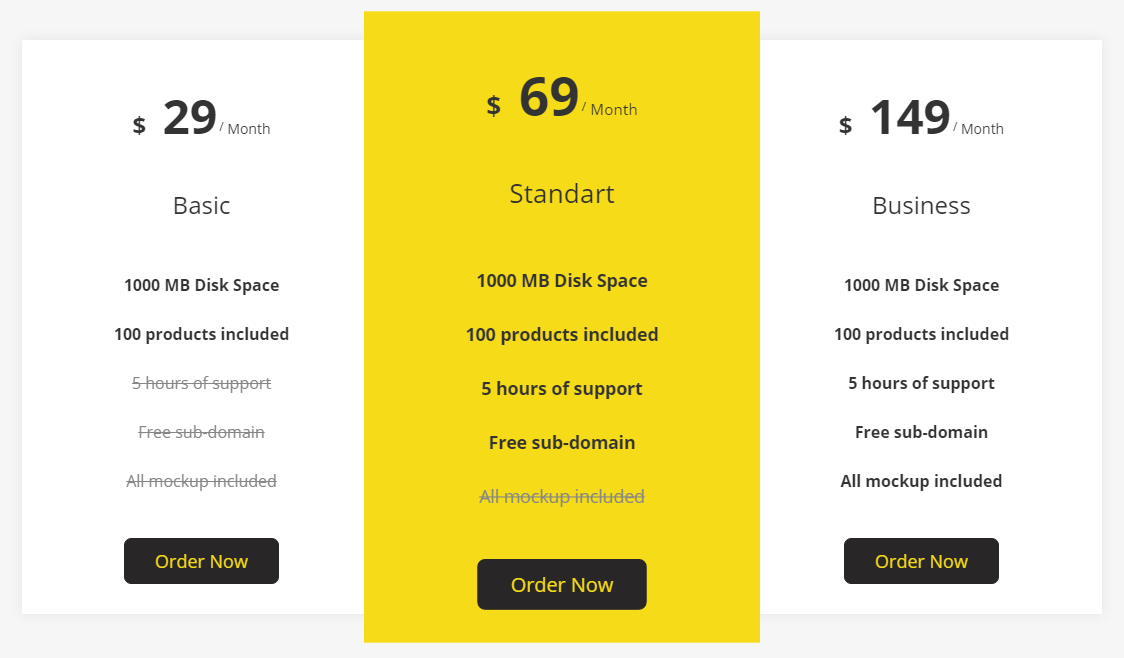 $ 29 / Month
Basic
1000 MB Disk Space
100 products included
5 hours of support
Free sub-domain
All mockup included
Order Now
$ 69 / Month
Standart
1000 MB Disk Space
100 products included
5 hours of support
Free sub-domain
All mockup included
Order Now
$ 149 / Month
Business
1000 MB Disk Space
100 products included
5 hours of support
Free sub-domain
All mockup included
Order Now